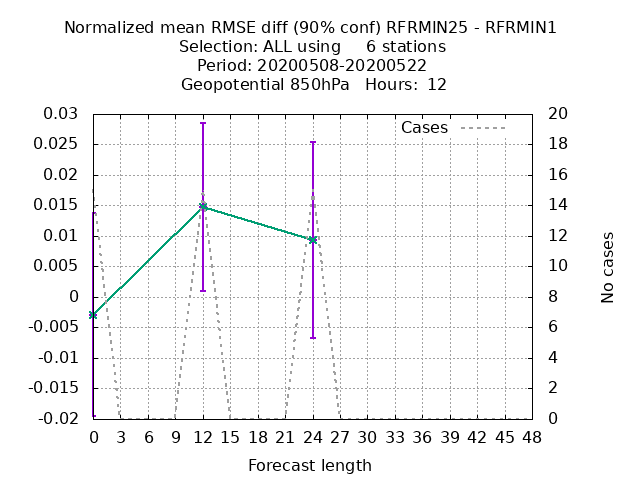 Normalized mean RMSE diff (90% conf) RFRMIN25 - RFRMIN1
Selection: ALL using     6 stations
Period: 20200508-20200522
Geopotential 850hPa   Hours:  12
0.03
0.025
0.02
0.015
0.01
0.005
0
-0.005
-0.01
-0.015
-0.02
Cases
20
18
16
14
12
10
8
6
4
2
0
No cases
0 3 6 9 12 15 18 21 24 27 30 33 36 39 42 45 48
Forecast length